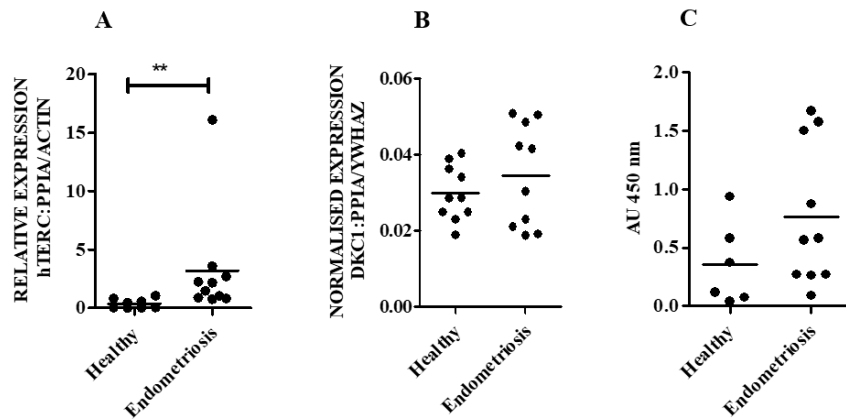 A
RELATIVE EXPRESSION
hTERC:PPIA/ACTIN
20
15
10
5
0
**
Healthy
Endometriosis
B
NORMALISED EXPRESSION
DKC1:PPIA/YWHAZ
0.06
0.04
0.02
0.00
Healthy
Endometriosis
C
AU 450 nm
2.0
1.5
1.0
0.5
0.0
Healthy
Endometriosis